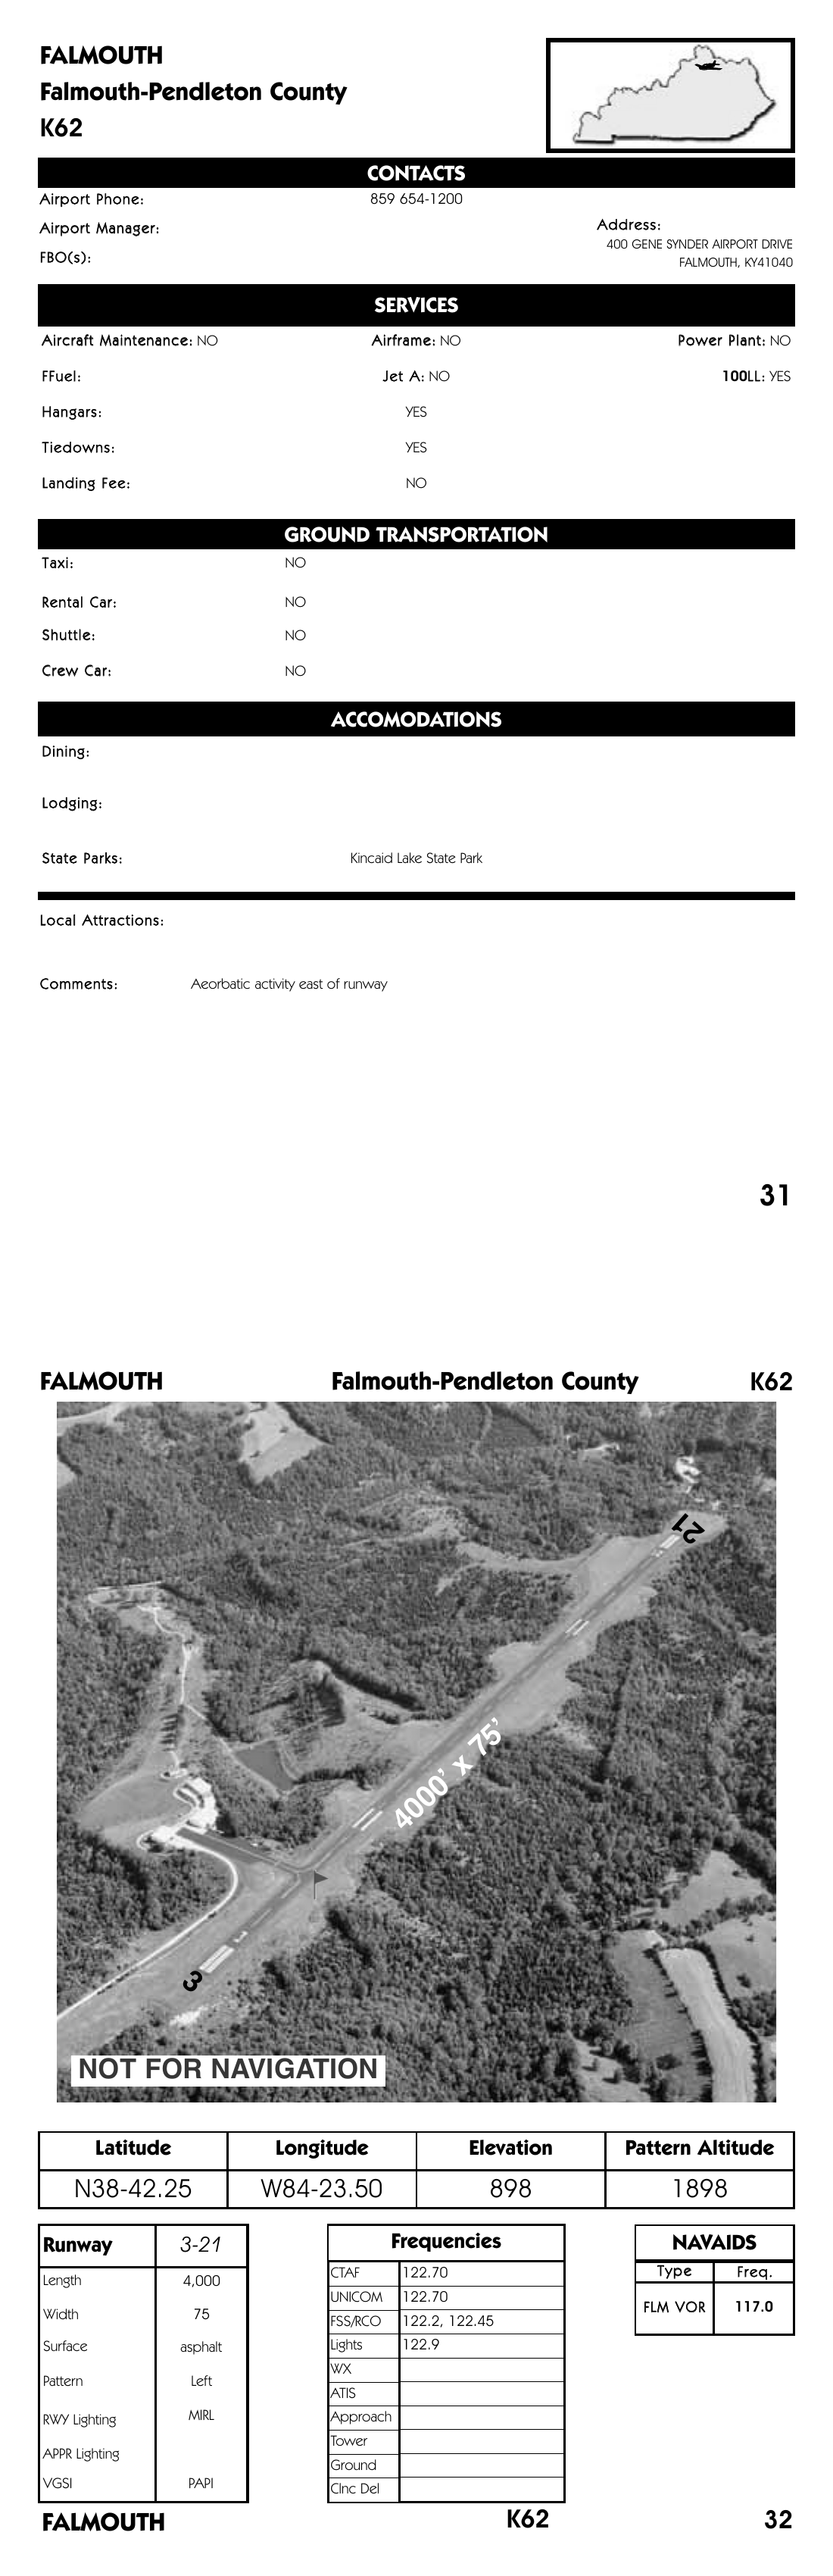 FALMOUTH
Falmouth-Pendleton County
K62
CONTACTS
Airport Phone: 859 654-1200
Airport Manager:
Address:
400 GENE SYNDER AIRPORT DRIVE
FBO(s):
FALMOUTH, KY41040
SERVICES
Aircraft Maintenance: NO Airframe: NO Power Plant: NO
FFuel: Jet A: NO 100LL: YES
Hangars: YES
Tiedowns: YES
Landing Fee: NO
GROUND TRANSPORTATION
Taxi: NO
Rental Car: NO
Shuttle: NO
Crew Car: NO
ACCOMODATIONS
Dining:
Lodging:
State Parks: Kincaid Lake State Park
Local Attractions:
Comments: Aeorbatic activity east of runway
31
FALMOUTH Falmouth-Pendleton County K62
21
4000' x 75'
3
NOT FOR NAVIGATION
Latitude Longitude Elevation Pattern Altitude
N38-42.25 W84-23.50 898 1898
Runway 3-21
Length 4,000
Width 75
Surface asphalt
Pattern Left
RWY Lighting MIRL
APPR Lighting
VGSI PAPI
Frequencies
CTAF 122.70
UNICOM 122.70
FSS/RCO 122.2, 122.45
Lights 122.9
WX
ATIS
Approach
Tower
Ground
Clnc Del
NAVAIDS
Type Freq.
FLM VOR 117.0
FALMOUTH K62 32